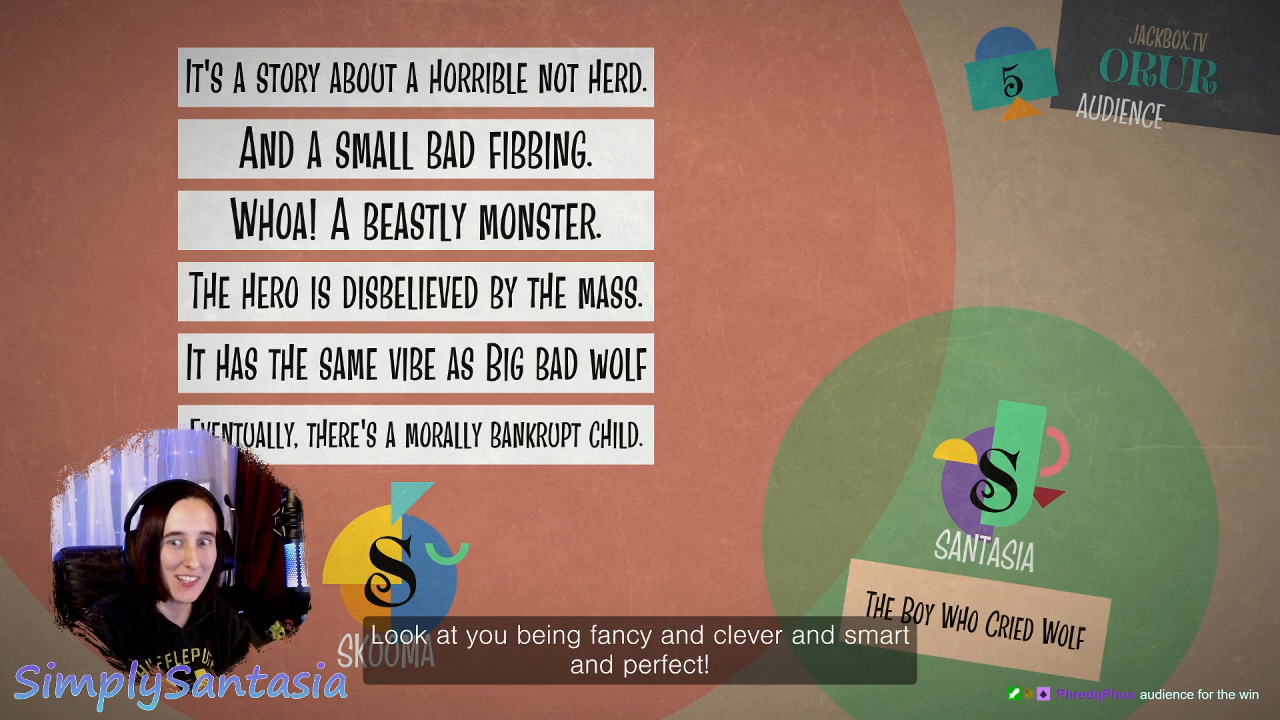 IT'S A STORY ABOUT A HORRIBLE NOT HERD.
AND A SMALL BAD FIBBING.
WHOA! A BEASTLY MONSTER.
THE HERO IS DISBELIEVED BY THE MASS.
IT HAS THE SAME VIBE AS BIG BAD WOLF
EVENTUALLY, THERE'S A MORALLY BANKRUPT CHILD.
JACKBOX.TV
ORUR
5
AUDIENCE
S
SANTASIA
THE BOY WHO CRIED WOLF
S
SKOOMA
Look at you being fancy and clever and smart
and perfect!
SimplySantasia
PhredqPhux audience for the win